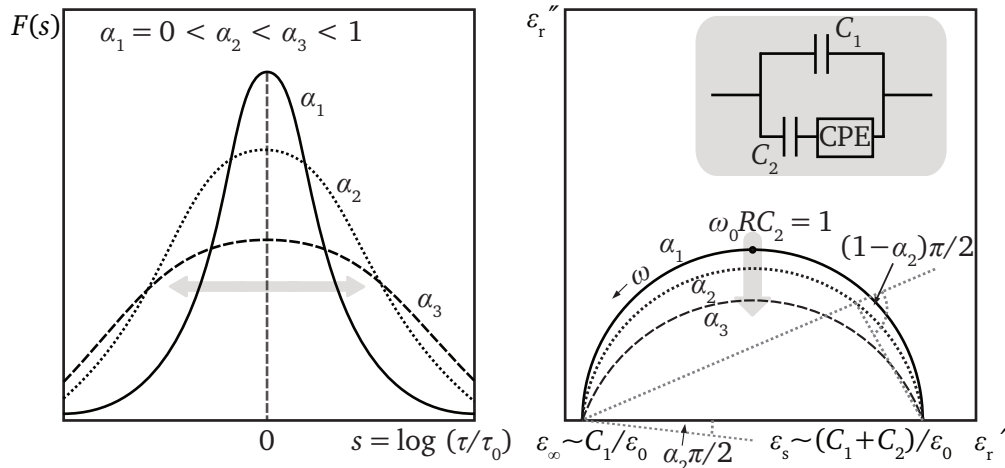 F(s)
α₁ = 0 < α₂ < α₃ < 1
α₁
α₂
α₃
0
s = log (τ/τ₀)
εᵣ″
C₁
C₂
CPE
ω₀RC₂ = 1
(1−α₂)π/2
α₁
ω
α₂
α₃
ε∞~C₁/ε₀
α₂π/2
εₛ~(C₁+C₂)/ε₀
εᵣ′